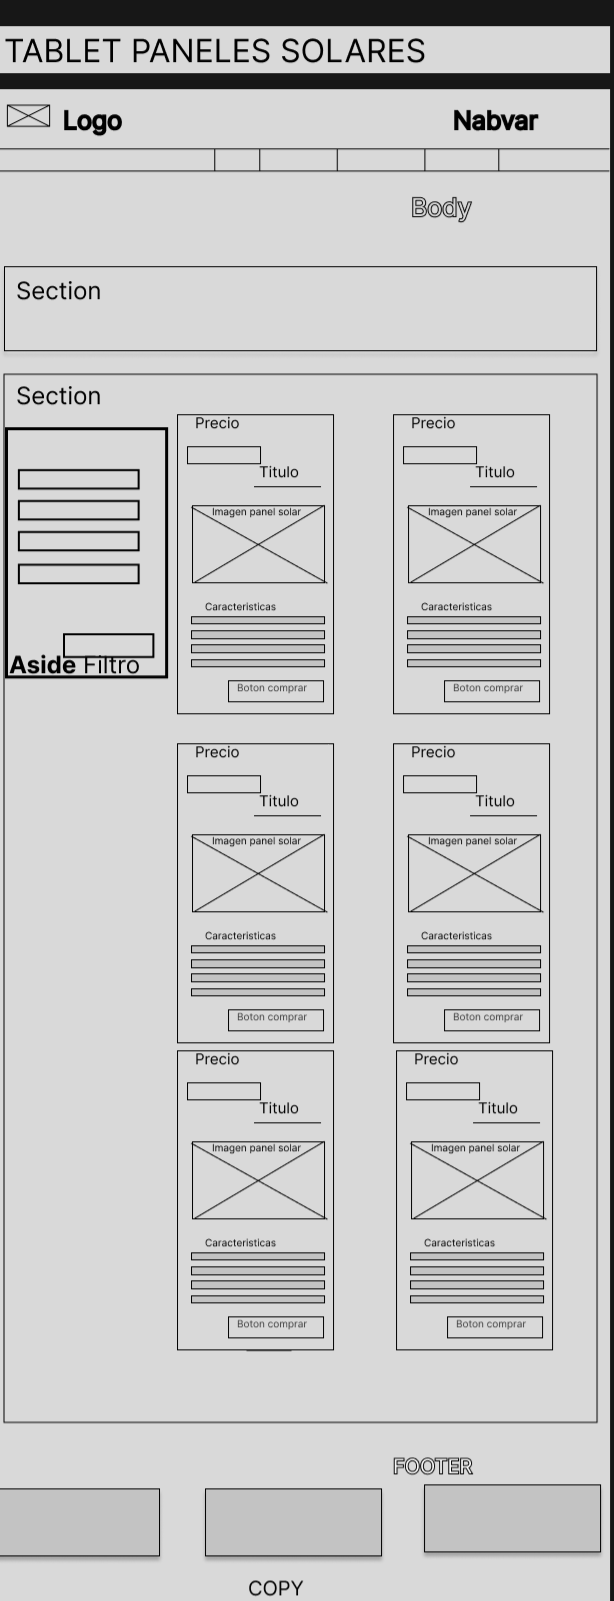 TABLET PANELES SOLARES
Logo
Nabvar
Body
Section
Section
Aside Filtro
Precio
Titulo
Imagen panel solar
Caracteristicas
Boton comprar
Precio
Titulo
Imagen panel solar
Caracteristicas
Boton comprar
Precio
Titulo
Imagen panel solar
Caracteristicas
Boton comprar
Precio
Titulo
Imagen panel solar
Caracteristicas
Boton comprar
Precio
Titulo
Imagen panel solar
Caracteristicas
Boton comprar
Precio
Titulo
Imagen panel solar
Caracteristicas
Boton comprar
FOOTER
COPY